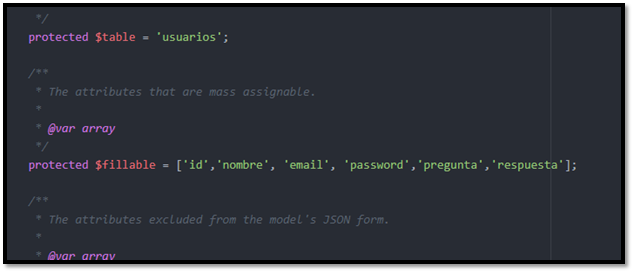 */
protected $table = 'usuarios';
/**
* The attributes that are mass assignable.
*
* @var array
*/
protected $fillable = ['id','nombre', 'email', 'password','pregunta','respuesta'];
/**
* The attributes excluded from the model's JSON form.
*
* @var array